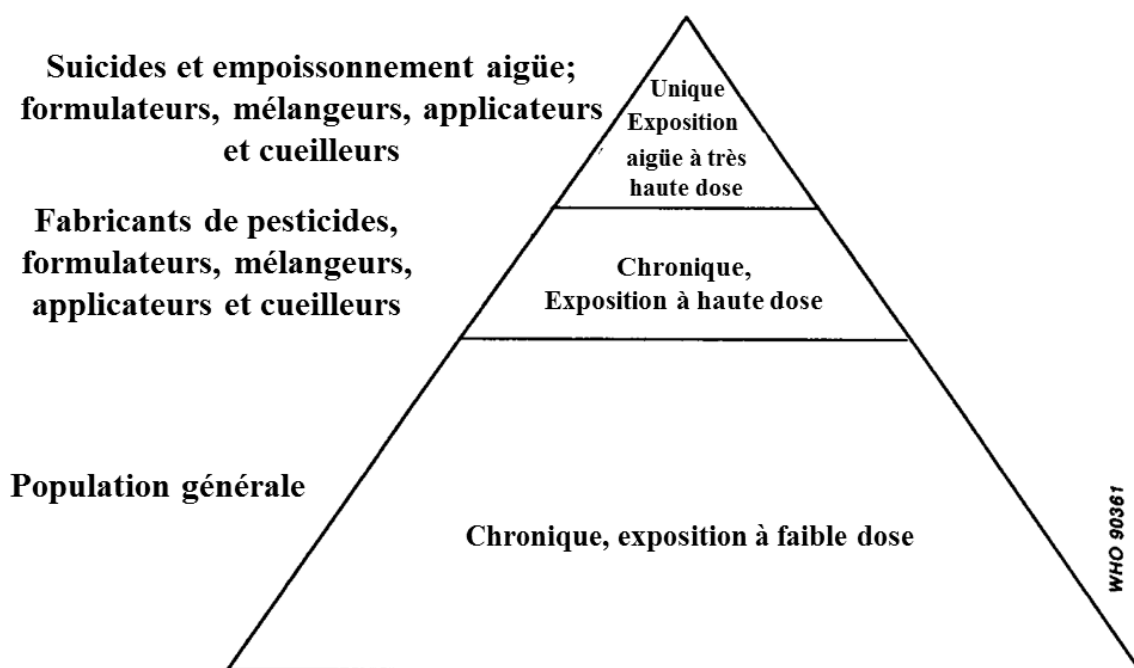 Suicides et empoissonnement aigüe;
formulateurs, mélangeurs, applicateurs
et cueilleurs
Unique
Exposition
aigüe à très
haute dose
Fabricants de pesticides,
formulateurs, mélangeurs,
applicateurs et cueilleurs
Chronique,
Exposition à haute dose
Population générale
Chronique, exposition à faible dose
WHO 90361